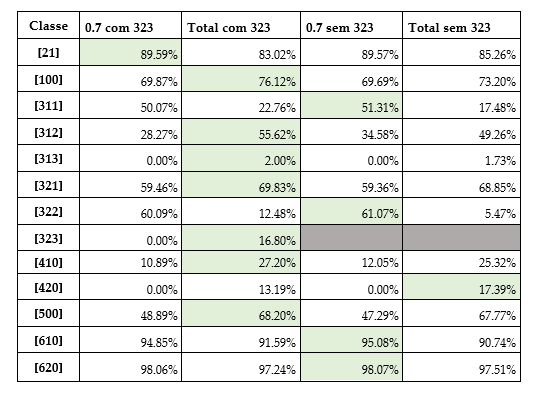 Classe 0.7 com 323 Total com 323 0.7 sem 323 Total sem 323
[21] 89.59% 83.02% 89.57% 85.26%
[100] 69.87% 76.12% 69.69% 73.20%
[311] 50.07% 22.76% 51.31% 17.48%
[312] 28.27% 55.62% 34.58% 49.26%
[313] 0.00% 2.00% 0.00% 1.73%
[321] 59.46% 69.83% 59.36% 68.85%
[322] 60.09% 12.48% 61.07% 5.47%
[323] 0.00% 16.80%
[410] 10.89% 27.20% 12.05% 25.32%
[420] 0.00% 13.19% 0.00% 17.39%
[500] 48.89% 68.20% 47.29% 67.77%
[610] 94.85% 91.59% 95.08% 90.74%
[620] 98.06% 97.24% 98.07% 97.51%